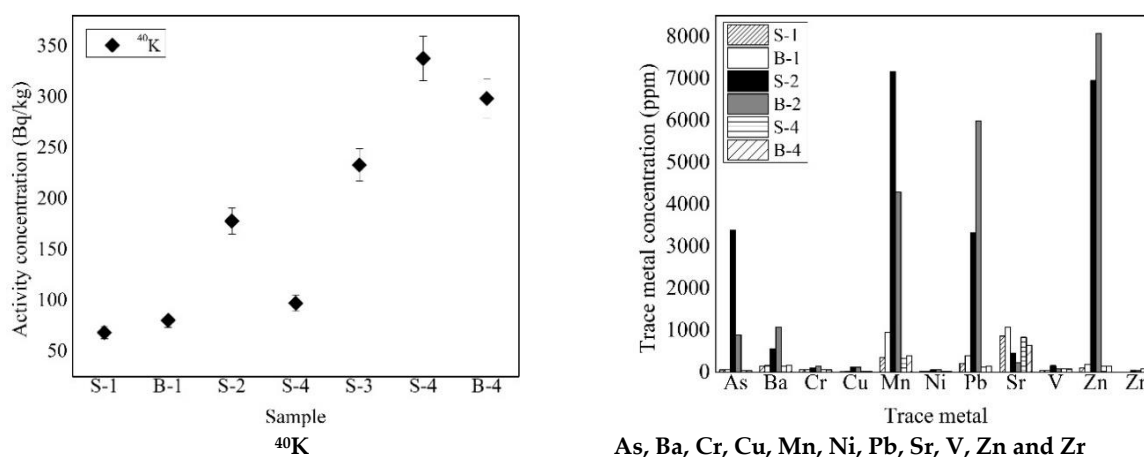 ⁴⁰K
350
300
250
200
150
100
50
Activity concentration (Bq/kg)
S-1 B-1 S-2 S-4 S-3 S-4 B-4
Sample
⁴⁰K
S-1
B-1
S-2
B-2
S-4
B-4
8000
7000
6000
5000
4000
3000
2000
1000
0
Trace metal concentration (ppm)
As Ba Cr Cu Mn Ni Pb Sr V Zn Zr
Trace metal
As, Ba, Cr, Cu, Mn, Ni, Pb, Sr, V, Zn and Zr